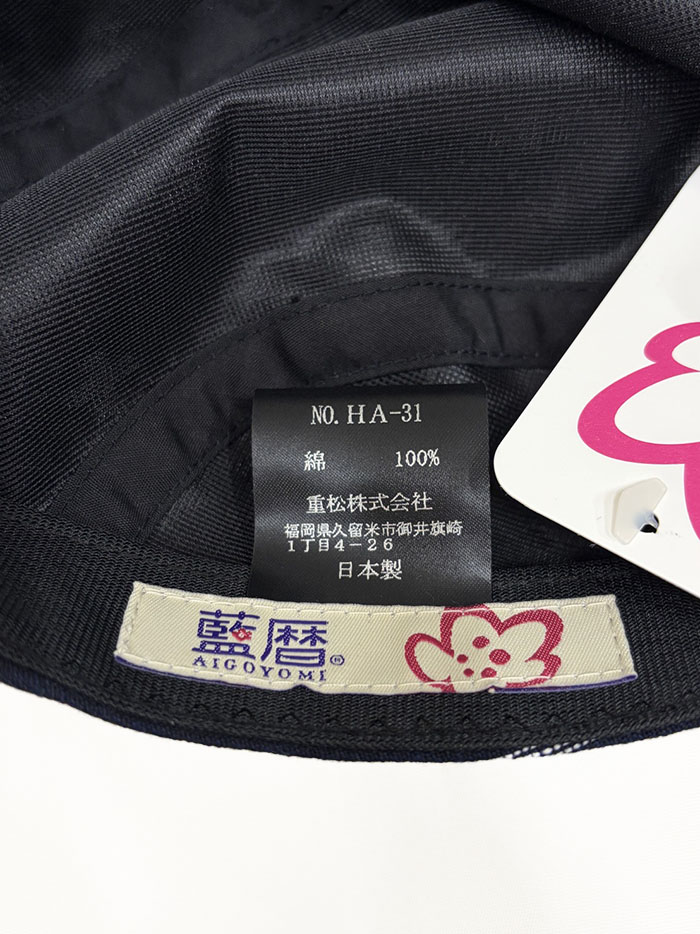 NO. HA-31
綿 100%
重松株式会社
福岡県久留米市御井旗崎
1丁目4-26
日本製
藍暦®
AIGOYOMI